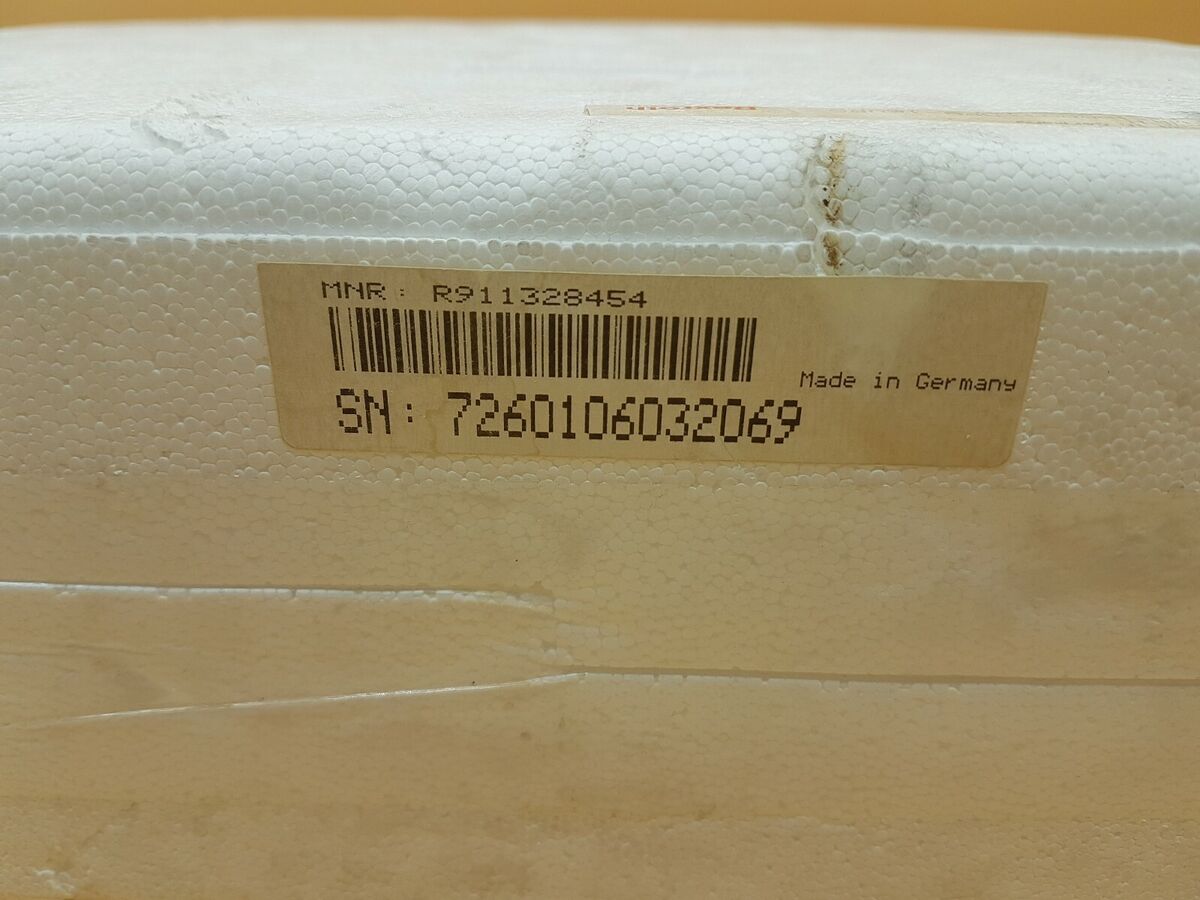 MNR: R911328454
Made in Germany
SN: 7260106032069